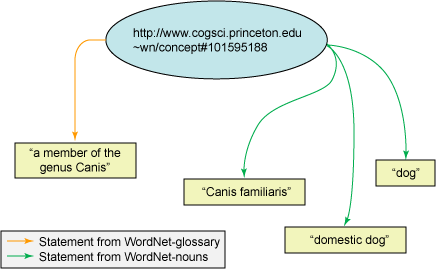 http://www.cogsci.princeton.edu
~wn/concept#101595188
“a member of the
genus Canis”
“Canis familiaris”
“dog”
“domestic dog”
Statement from WordNet-glossary
Statement from WordNet-nouns